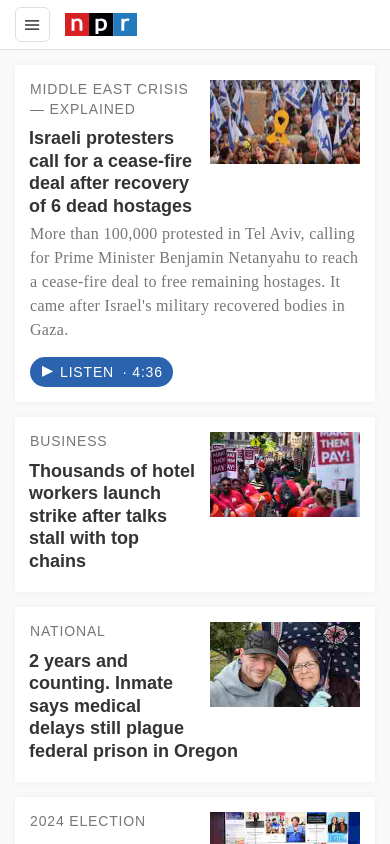 npr
MIDDLE EAST CRISIS
— EXPLAINED
Israeli protesters
call for a cease-fire
deal after recovery
of 6 dead hostages
More than 100,000 protested in Tel Aviv, calling
for Prime Minister Benjamin Netanyahu to reach
a cease-fire deal to free remaining hostages. It
came after Israel's military recovered bodies in
Gaza.
LISTEN · 4:36
BUSINESS
Thousands of hotel
workers launch
strike after talks
stall with top
chains
MAKE
THEM
PAY!
MAKE
THEM
PAY!
NATIONAL
2 years and
counting. Inmate
says medical
delays still plague
federal prison in Oregon
2024 ELECTION